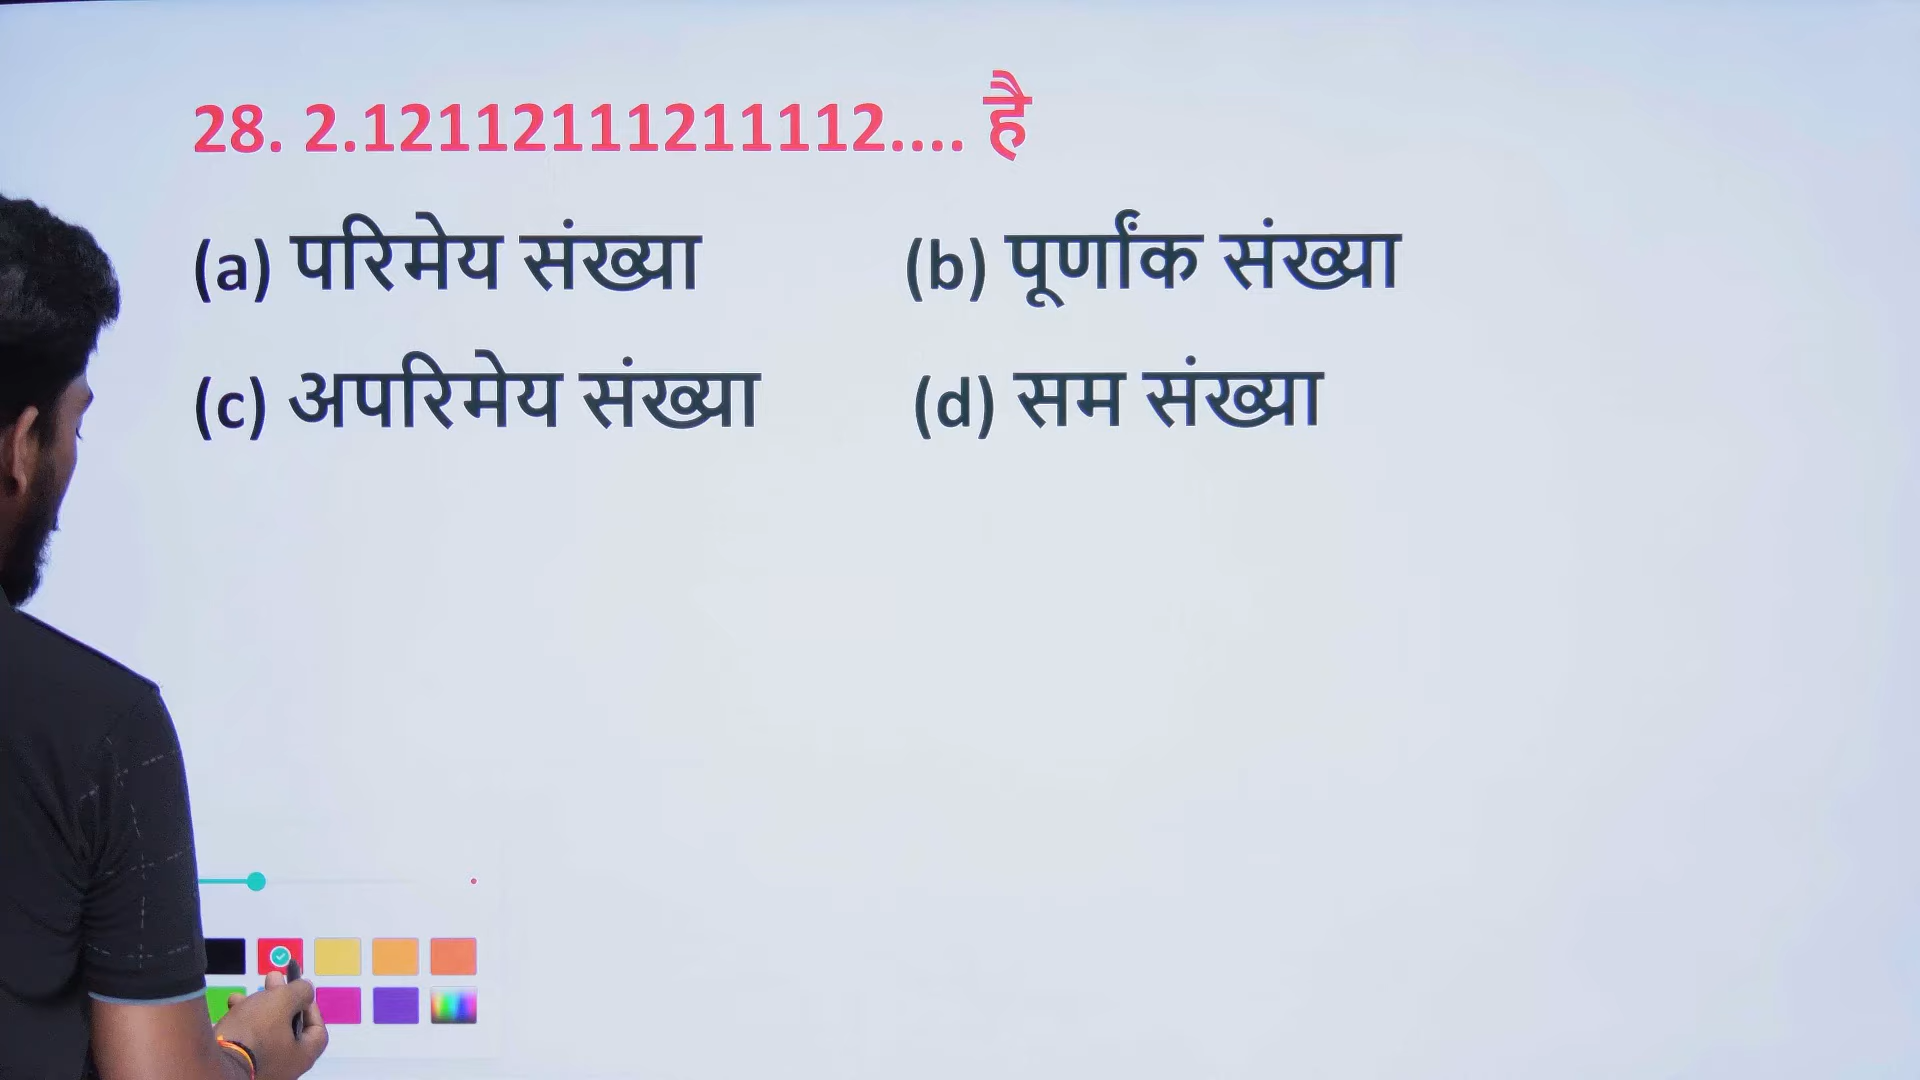 28. 2.12112111211112.... है
(a) परिमेय संख्या (b) पूर्णांक संख्या
(c) अपरिमेय संख्या (d) सम संख्या